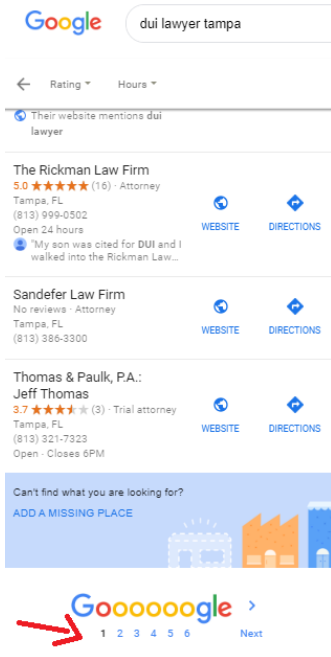 Google
dui lawyer tampa
Rating Hours
Their website mentions dui
lawyer
The Rickman Law Firm
5.0 ★★★★★ (16) · Attorney
Tampa, FL
(813) 999-0502
Open 24 hours
"My son was cited for DUI and I
walked into the Rickman Law...
WEBSITE
DIRECTIONS
Sandefer Law Firm
No reviews · Attorney
Tampa, FL
(813) 386-3300
WEBSITE
DIRECTIONS
Thomas & Paulk, P.A.:
Jeff Thomas
3.7 ★★★★★ (3) · Trial attorney
Tampa, FL
(813) 321-7323
Open · Closes 6PM
WEBSITE
DIRECTIONS
Can't find what you are looking for?
ADD A MISSING PLACE
Goooooogle >
1 2 3 4 5 6 Next